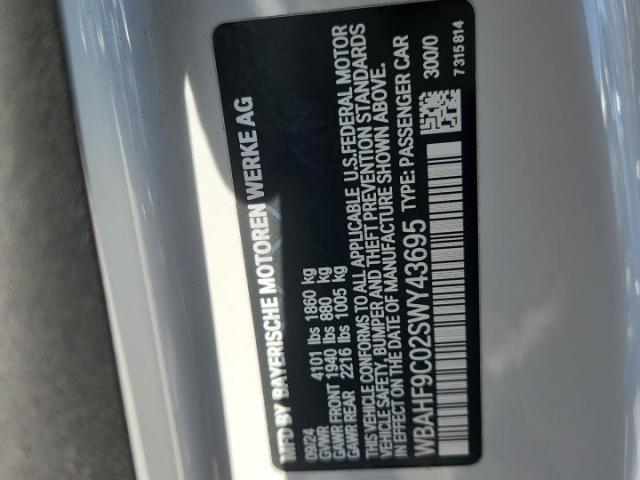 MFD BY BAYERISCHE MOTOREN WERKE AG
09/24
GVWR 4101 lbs 1860 kg
GAWR FRONT 1940 lbs 880 kg
GAWR REAR 2216 lbs 1005 kg
THIS VEHICLE CONFORMS TO ALL APPLICABLE U.S. FEDERAL MOTOR
VEHICLE SAFETY, BUMPER AND THEFT PREVENTION STANDARDS
IN EFFECT ON THE DATE OF MANUFACTURE SHOWN ABOVE.
WBAHF9C02SWY43695 TYPE: PASSENGER CAR
300/0
7 315 814